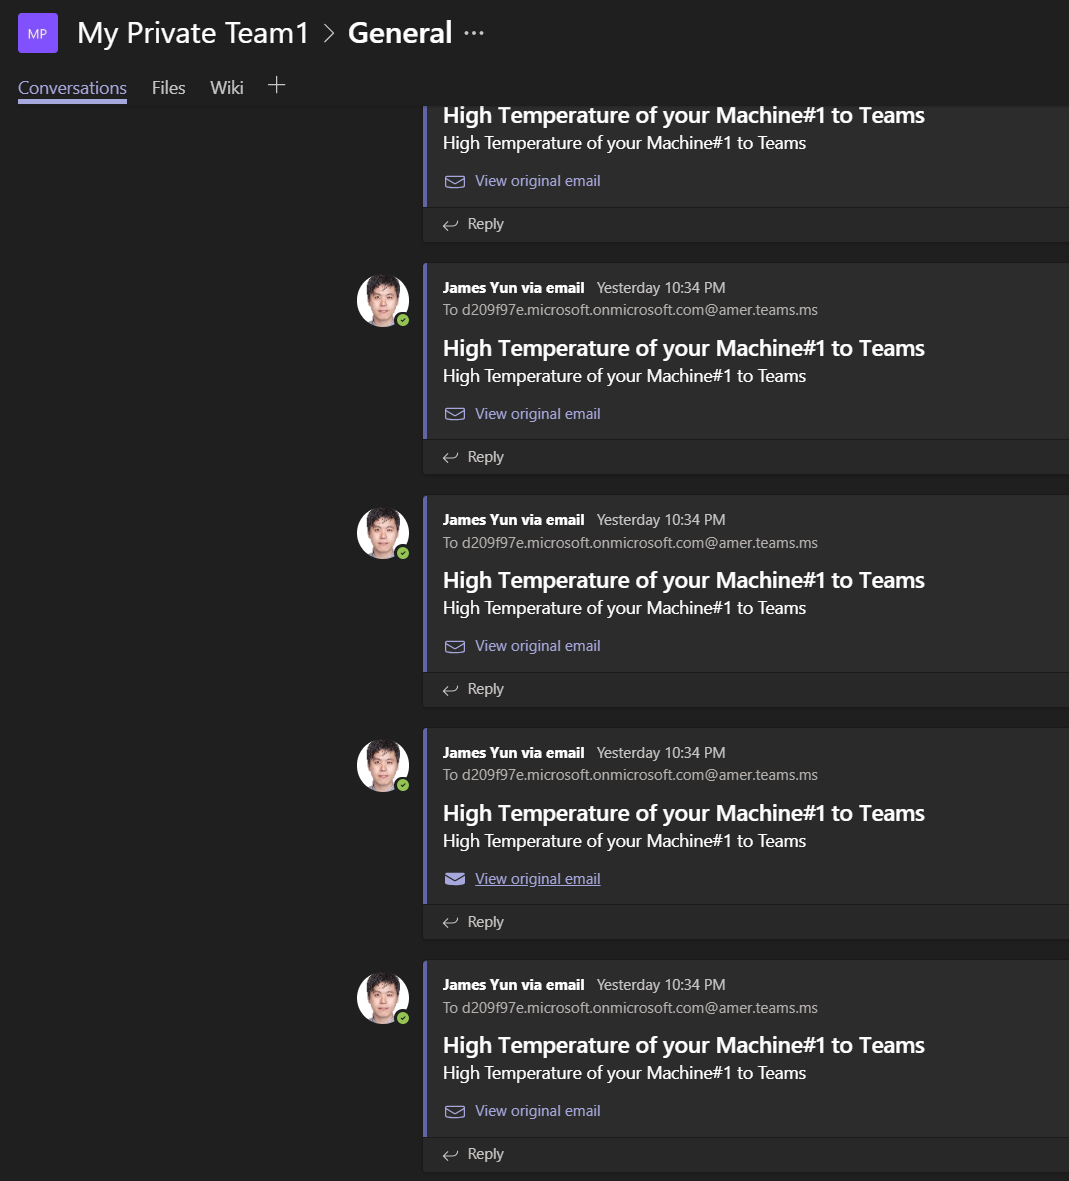 MP My Private Team1 > General ...
Conversations Files Wiki +
High Temperature of your Machine#1 to Teams
High Temperature of your Machine#1 to Teams
View original email
Reply
James Yun via email Yesterday 10:34 PM
To d209f97e.microsoft.onmicrosoft.com@amer.teams.ms
High Temperature of your Machine#1 to Teams
High Temperature of your Machine#1 to Teams
View original email
Reply
James Yun via email Yesterday 10:34 PM
To d209f97e.microsoft.onmicrosoft.com@amer.teams.ms
High Temperature of your Machine#1 to Teams
High Temperature of your Machine#1 to Teams
View original email
Reply
James Yun via email Yesterday 10:34 PM
To d209f97e.microsoft.onmicrosoft.com@amer.teams.ms
High Temperature of your Machine#1 to Teams
High Temperature of your Machine#1 to Teams
View original email
Reply
James Yun via email Yesterday 10:34 PM
To d209f97e.microsoft.onmicrosoft.com@amer.teams.ms
High Temperature of your Machine#1 to Teams
High Temperature of your Machine#1 to Teams
View original email
Reply